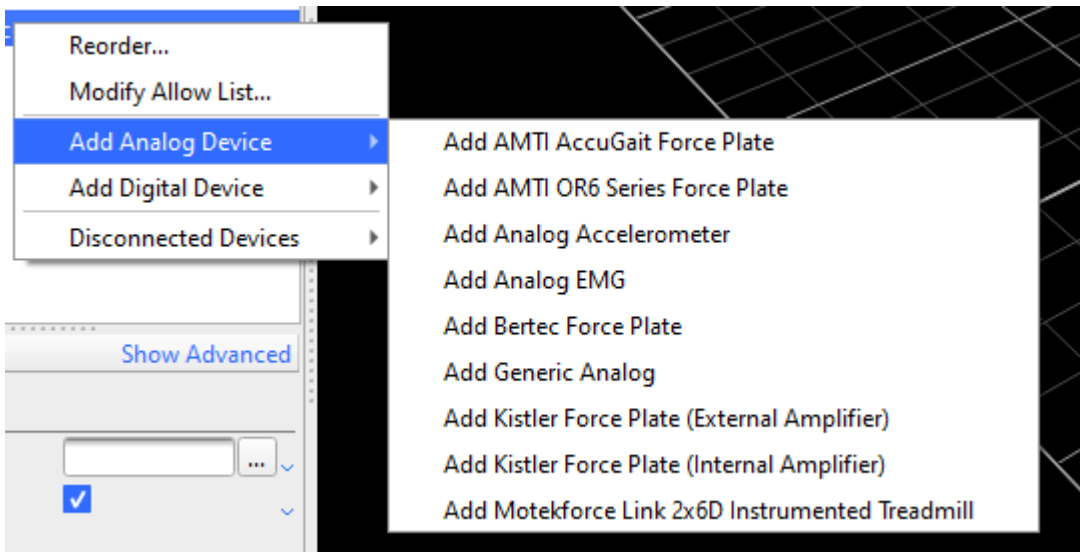 Reorder...
Modify Allow List...
Add Analog Device
Add Digital Device
Disconnected Devices
Add AMTI AccuGait Force Plate
Add AMTI OR6 Series Force Plate
Add Analog Accelerometer
Add Analog EMG
Add Bertec Force Plate
Add Generic Analog
Add Kistler Force Plate (External Amplifier)
Add Kistler Force Plate (Internal Amplifier)
Add Motekforce Link 2x6D Instrumented Treadmill
Show Advanced
...